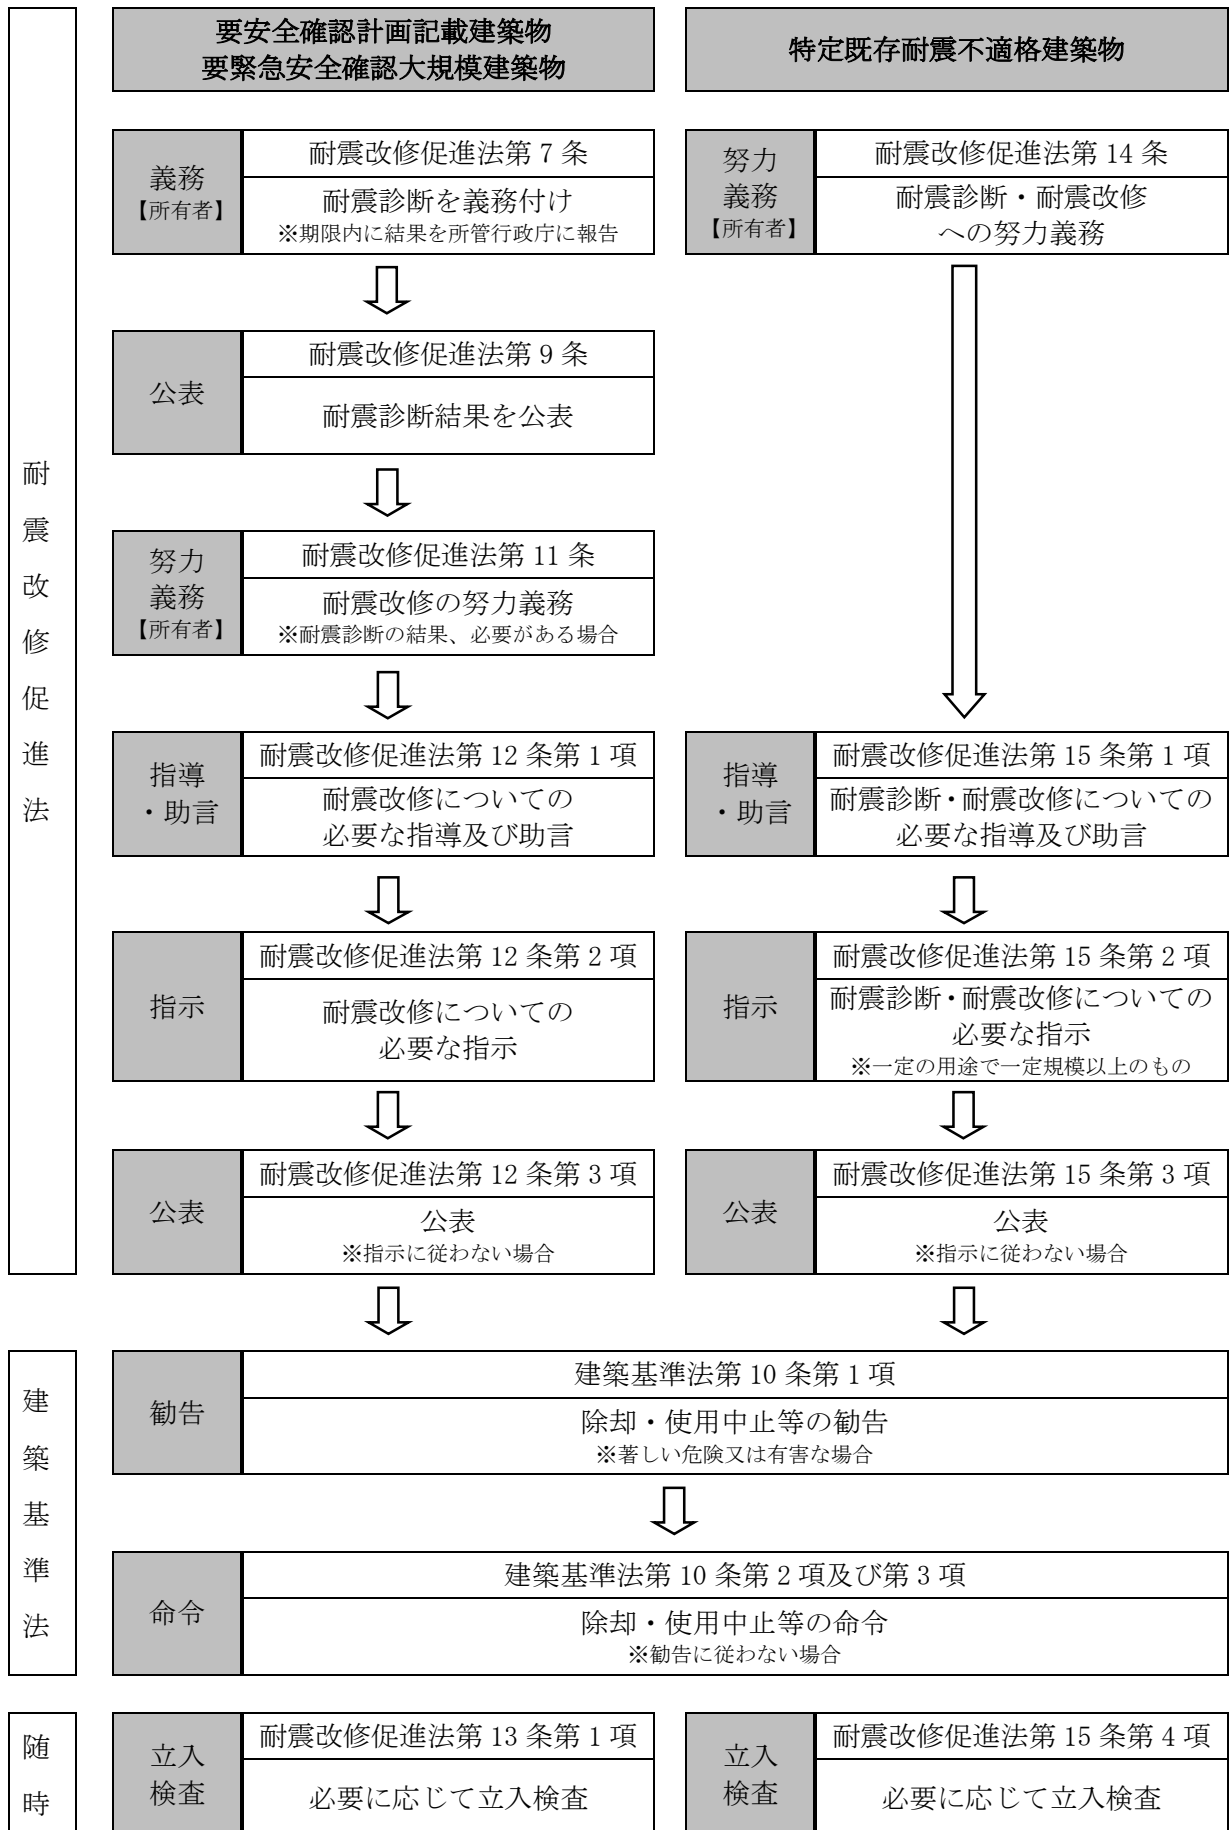 耐震改修促進法
要安全確認計画記載建築物
要緊急安全確認大規模建築物
特定既存耐震不適格建築物
義務
【所有者】
耐震改修促進法第 7 条
耐震診断を義務付け
※期限内に結果を所管行政庁に報告
努力
義務
【所有者】
耐震改修促進法第 14 条
耐震診断・耐震改修
への努力義務
公表
耐震改修促進法第 9 条
耐震診断結果を公表
努力
義務
【所有者】
耐震改修促進法第 11 条
耐震改修の努力義務
※耐震診断の結果、必要がある場合
指導
・助言
耐震改修促進法第 12 条第 1 項
耐震改修についての
必要な指導及び助言
指導
・助言
耐震改修促進法第 15 条第 1 項
耐震診断・耐震改修についての
必要な指導及び助言
指示
耐震改修促進法第 12 条第 2 項
耐震改修についての
必要な指示
指示
耐震改修促進法第 15 条第 2 項
耐震診断・耐震改修についての
必要な指示
※一定の用途で一定規模以上のもの
公表
耐震改修促進法第 12 条第 3 項
公表
※指示に従わない場合
公表
耐震改修促進法第 15 条第 3 項
公表
※指示に従わない場合
建築基準法
勧告
建築基準法第 10 条第 1 項
除却・使用中止等の勧告
※著しい危険又は有害な場合
命令
建築基準法第 10 条第 2 項及び第 3 項
除却・使用中止等の命令
※勧告に従わない場合
随時
立入
検査
耐震改修促進法第 13 条第 1 項
必要に応じて立入検査
立入
検査
耐震改修促進法第 15 条第 4 項
必要に応じて立入検査